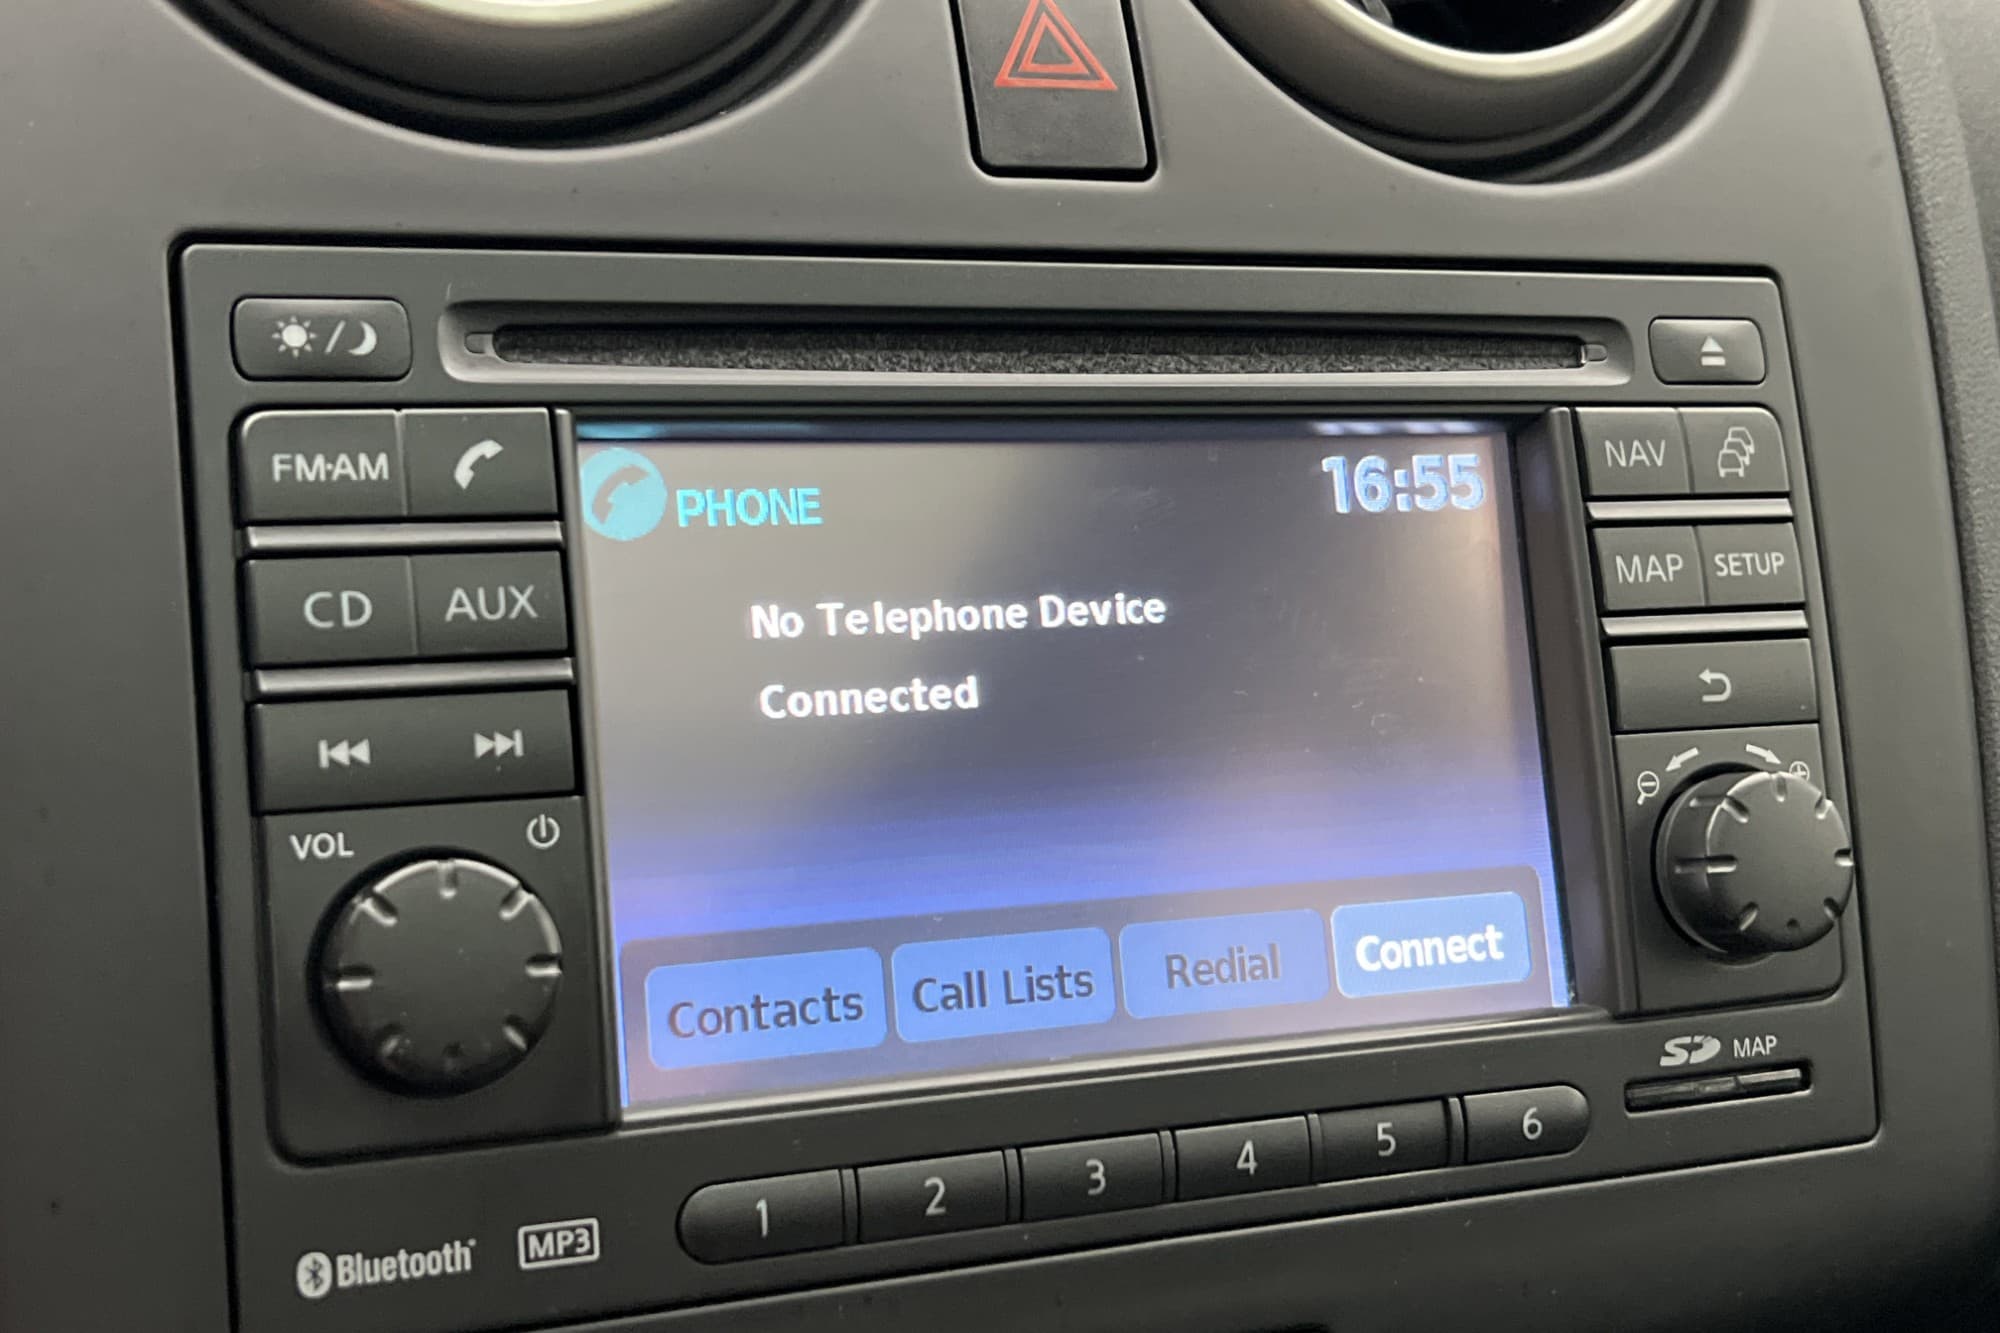 FM·AM
PHONE
16:55
NAV
CD
AUX
No Telephone Device
Connected
MAP
SETUP
VOL
Contacts
Call Lists
Redial
Connect
SD MAP
1
2
3
4
5
6
Bluetooth
MP3